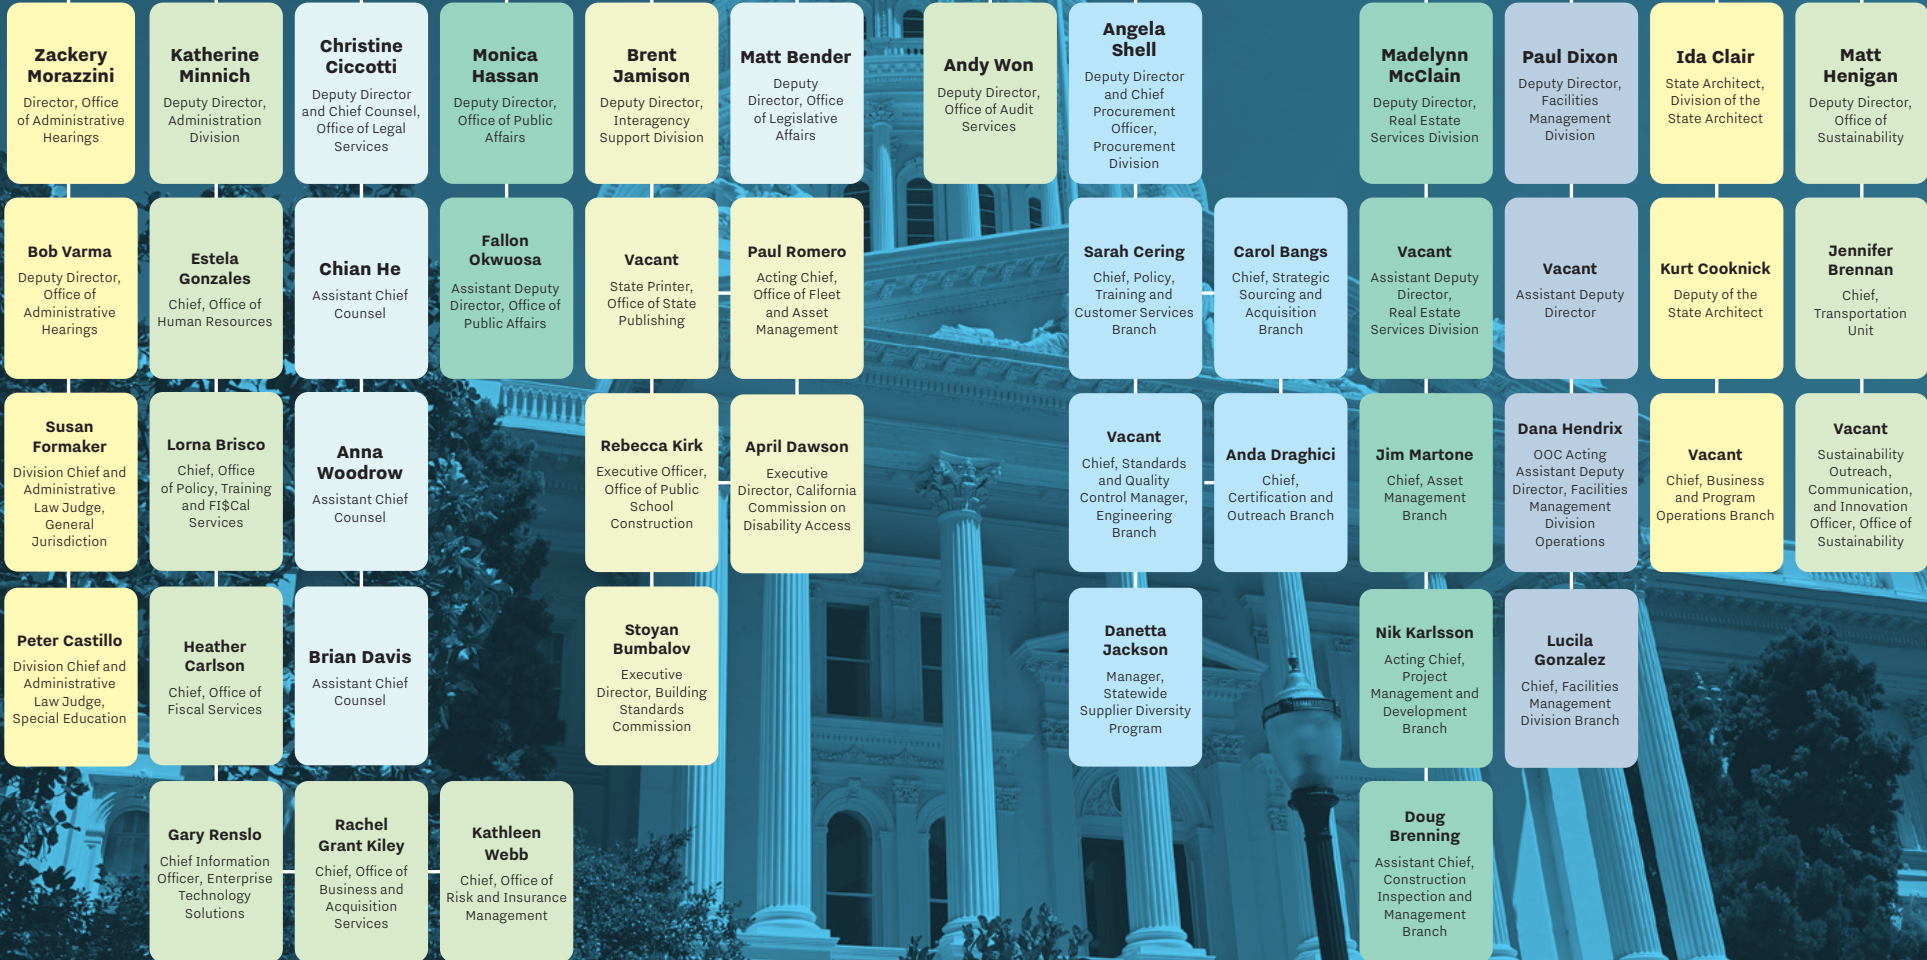 Zackery
Morazzini
Director, Office
of Administrative
Hearings
Katherine
Minnich
Deputy Director,
Administration
Division
Christine
Ciccotti
Deputy Director
and Chief Counsel,
Office of Legal
Services
Monica
Hassan
Deputy Director,
Office of Public
Affairs
Brent
Jamison
Deputy Director,
Interagency
Support Division
Matt Bender
Deputy
Director, Office
of Legislative
Affairs
Andy Won
Deputy Director,
Office of Audit
Services
Angela
Shell
Deputy Director
and Chief
Procurement
Officer,
Procurement
Division
Madelynn
McClain
Deputy Director,
Real Estate
Services Division
Paul Dixon
Deputy Director,
Facilities
Management
Division
Ida Clair
State Architect,
Division of the
State Architect
Matt
Henigan
Deputy Director,
Office of
Sustainability
Bob Varma
Deputy Director,
Office of
Administrative
Hearings
Estela
Gonzales
Chief, Office of
Human Resources
Chian He
Assistant Chief
Counsel
Fallon
Okwuosa
Assistant Deputy
Director, Office of
Public Affairs
Vacant
State Printer,
Office of State
Publishing
Paul Romero
Acting Chief,
Office of Fleet
and Asset
Management
Sarah Cering
Chief, Policy,
Training and
Customer Services
Branch
Carol Bangs
Chief, Strategic
Sourcing and
Acquisition
Branch
Vacant
Assistant Deputy
Director,
Real Estate
Services Division
Vacant
Assistant Deputy
Director
Kurt Cooknick
Deputy of the
State Architect
Jennifer
Brennan
Chief,
Transportation
Unit
Susan
Formaker
Division Chief and
Administrative
Law Judge,
General
Jurisdiction
Lorna Brisco
Chief, Office
of Policy, Training
and FI$Cal
Services
Anna
Woodrow
Assistant Chief
Counsel
Rebecca Kirk
Executive Officer,
Office of Public
School
Construction
April Dawson
Executive
Director, California
Commission on
Disability Access
Vacant
Chief, Standards
and Quality
Control Manager,
Engineering
Branch
Anda Draghici
Chief,
Certification and
Outreach Branch
Jim Martone
Chief, Asset
Management
Branch
Dana Hendrix
OOC Acting
Assistant Deputy
Director, Facilities
Management
Division
Operations
Vacant
Chief, Business
and Program
Operations Branch
Vacant
Sustainability
Outreach,
Communication,
and Innovation
Officer, Office of
Sustainability
Peter Castillo
Division Chief and
Administrative
Law Judge,
Special Education
Heather
Carlson
Chief, Office of
Fiscal Services
Brian Davis
Assistant Chief
Counsel
Stoyan
Bumbalov
Executive
Director, Building
Standards
Commission
Danetta
Jackson
Manager,
Statewide
Supplier Diversity
Program
Nik Karlsson
Acting Chief,
Project
Management and
Development
Branch
Lucila
Gonzalez
Chief, Facilities
Management
Division Branch
Gary Renslo
Chief Information
Officer, Enterprise
Technology
Solutions
Rachel
Grant Kiley
Chief, Office of
Business and
Acquisition
Services
Kathleen
Webb
Chief, Office of
Risk and Insurance
Management
Doug
Brenning
Assistant Chief,
Construction
Inspection and
Management
Branch